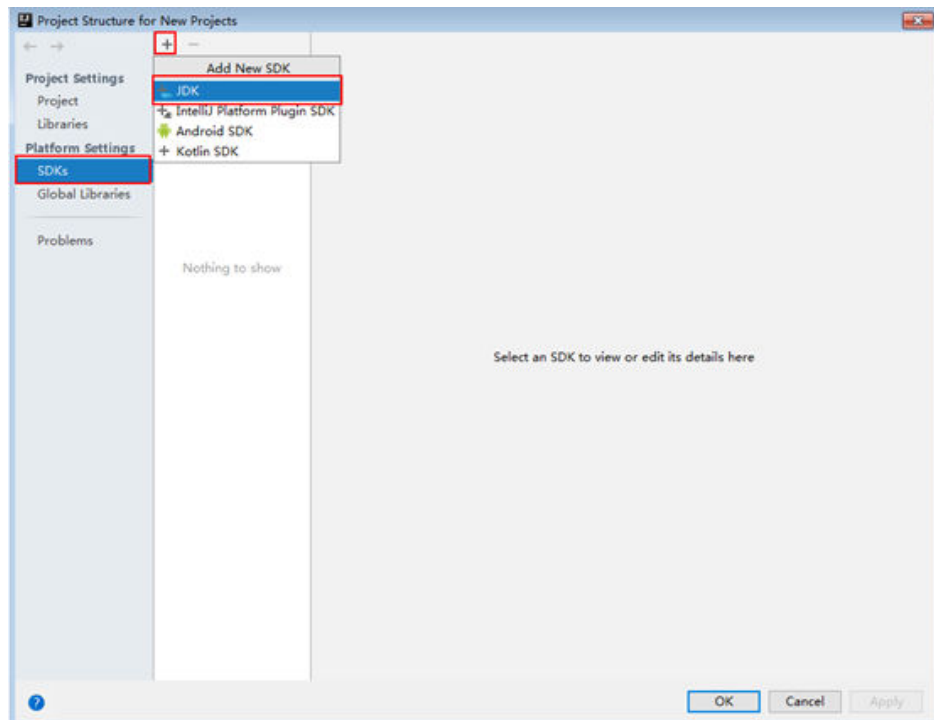 Project Structure for New Projects
Add New SDK
JDK
IntelliJ Platform Plugin SDK
Android SDK
Kotlin SDK
Project Settings
Project
Libraries
Platform Settings
SDKs
Global Libraries
Problems
Nothing to show
Select an SDK to view or edit its details here
OK
Cancel
Apply